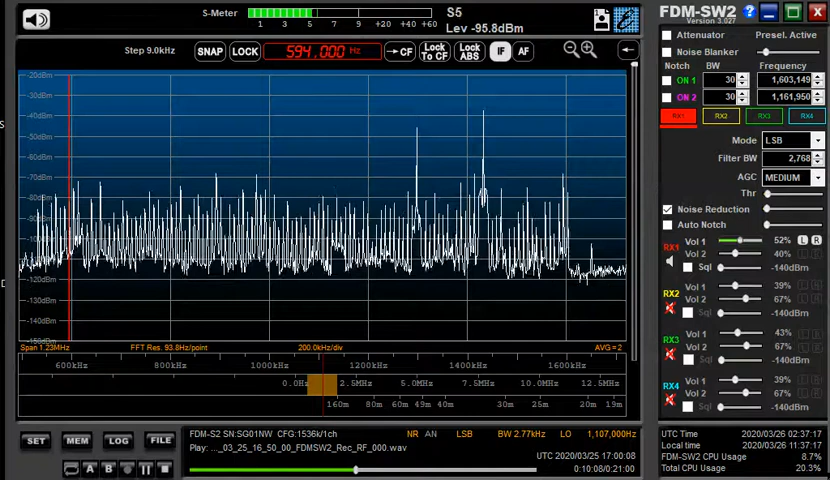 S-Meter
1 3 5 7 9 +20 +40 +60
+10 +20 +40 +60
S5
Lev -95.8dBm
FDM-SW2
Version 3.027
Step 9.0kHz
SNAP
LOCK
594,000 Hz
→CF
Lock To CF
Lock ABS
IF
AF
-20dBm
-30dBm
-40dBm
-50dBm
-60dBm
-70dBm
-80dBm
-90dBm
-100dBm
-110dBm
-120dBm
-130dBm
-140dBm
-150dBm
Span 1.23MHz
FFT Res. 93.8Hz/point
200.0kHz/div
AVG=2
600kHz 800kHz 1000kHz 1200kHz 1400kHz 1600kHz
0.0Hz 2.5MHz 5.0MHz 7.5MHz 10.0MHz 12.5MHz
160m 80m 60m 49m 40m 30m 25m 20m
Attenuator
Presel. Active
Noise Blanker
Notch BW Frequency
ON 1 30 1,603,149
ON 2 30 1,161,950
RX1 RX2 RX3 RX4
Mode LSB
Filter BW 2,768
AGC MEDIUM
Thr
Noise Reduction
Auto Notch
RX1
Vol 1 52% L R
Vol 2 40%
Sql -140dBm
RX2
Vol 1 39%
Vol 2 67%
Sql -140dBm
RX3
Vol 1 43%
Vol 2 67%
Sql -140dBm
RX4
Vol 1 39%
Vol 2 67%
Sql -140dBm
SET
MEM
LOG
FILE
A
B
FDM-S2 SN:SG01NW CFG:1536k/1ch
NR AN LSB BW 2.77kHz LO 1,107,000Hz
Play: ..._03_25_16_50_00_FDMSW2_Rec_RF_000.wav
UTC 2020/03/25 17:00:08
0:10:08/0:21:00
UTC Time 2020/03/26 02:37:17
Local time 2020/03/26 11:37:17
FDM-SW2 CPU Usage 8.7%
Total CPU Usage 20.3%